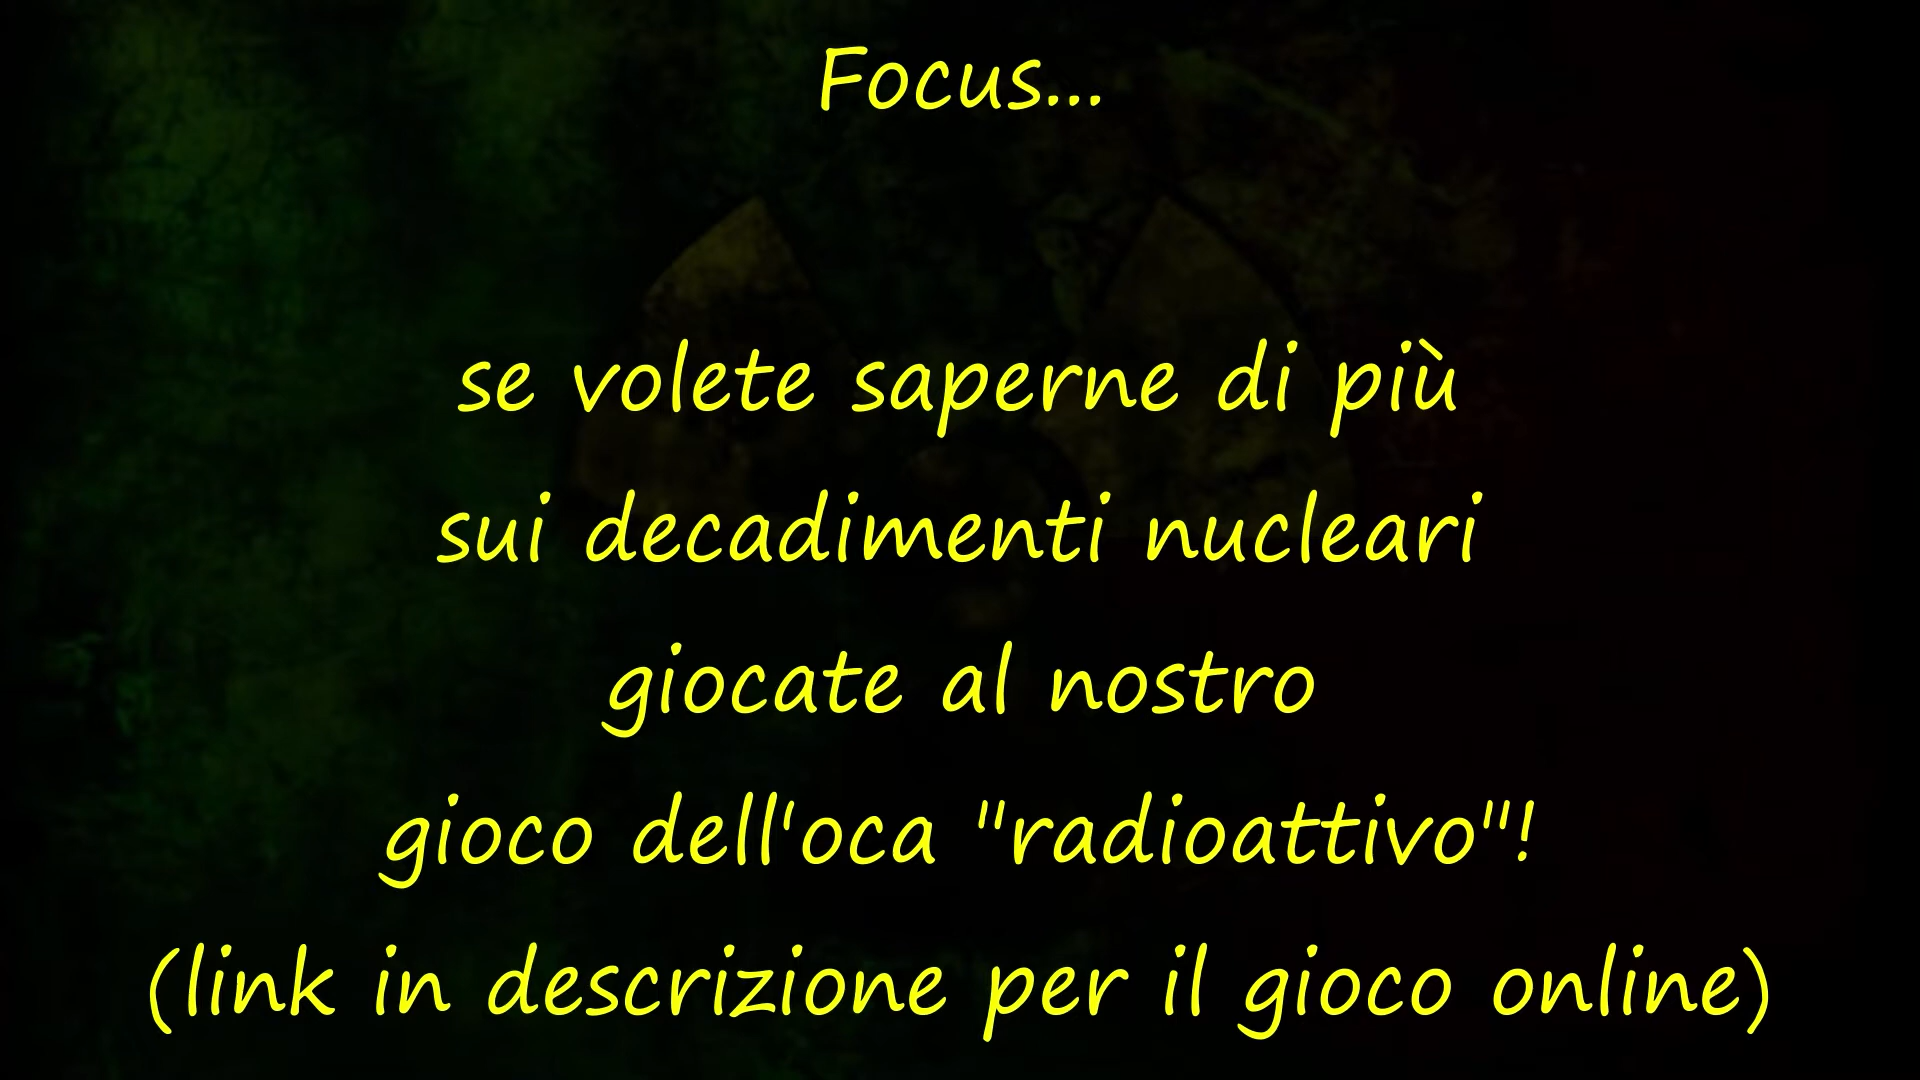 Focus...
se volete saperne di più
sui decadimenti nucleari
giocate al nostro
gioco dell'oca "radioattivo"!
(link in descrizione per il gioco online)